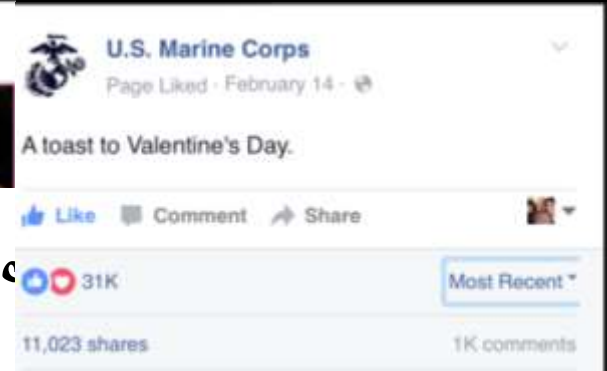 U.S. Marine Corps
Page Liked · February 14 ·
A toast to Valentine's Day.
Like Comment Share
31K Most Recent
11,023 shares 1K comments